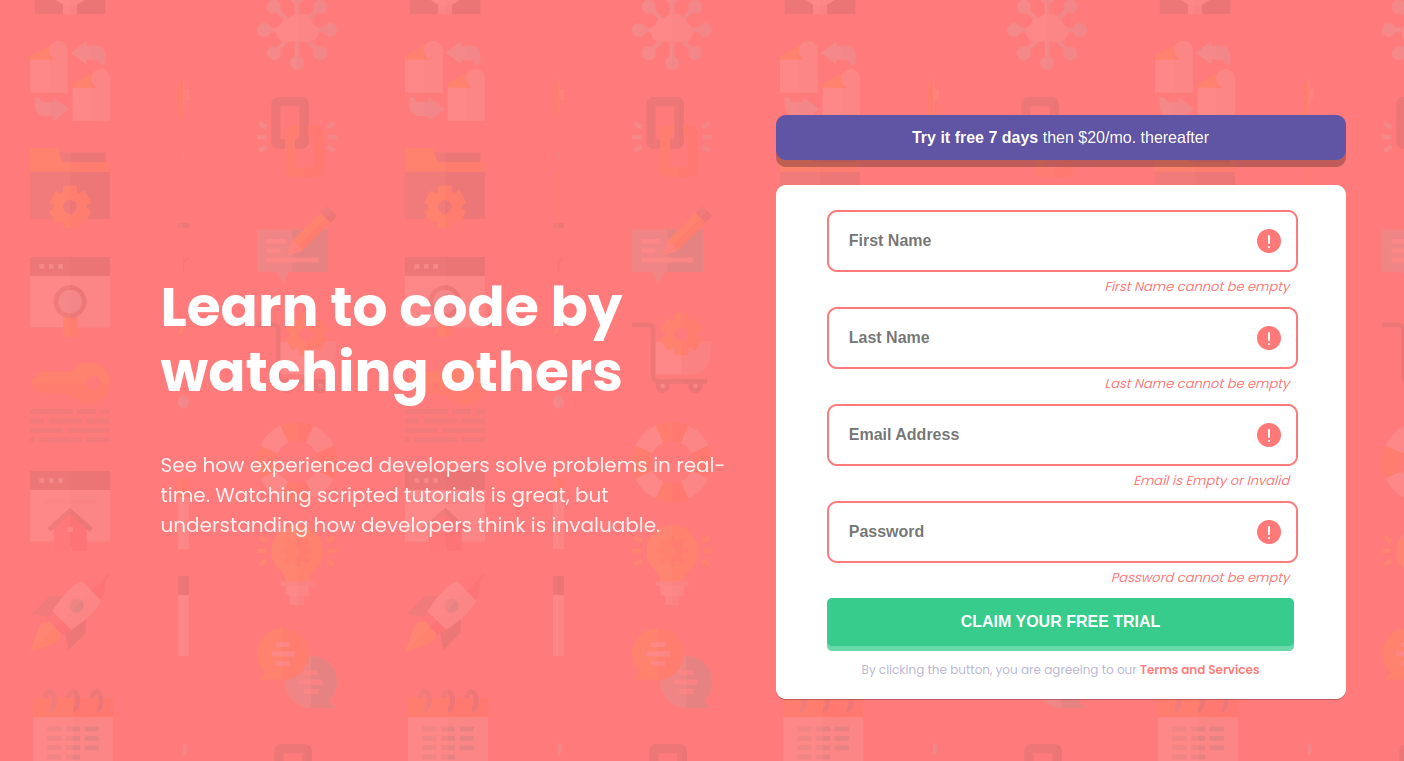 Learn to code by
watching others
See how experienced developers solve problems in real-
time. Watching scripted tutorials is great, but
understanding how developers think is invaluable.
Try it free 7 days then $20/mo. thereafter
First Name
First Name cannot be empty
Last Name
Last Name cannot be empty
Email Address
Email is Empty or Invalid
Password
Password cannot be empty
CLAIM YOUR FREE TRIAL
By clicking the button, you are agreeing to our Terms and Services